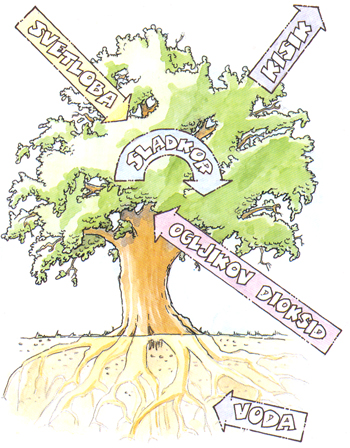 SVETLOBA
KISIK
SLADKOR
OGLJIKOV DIOKSID
VODA